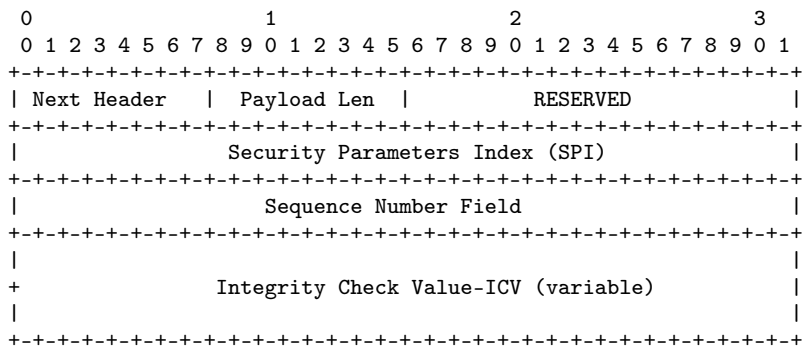 0                   1                   2                   3
 0 1 2 3 4 5 6 7 8 9 0 1 2 3 4 5 6 7 8 9 0 1 2 3 4 5 6 7 8 9 0 1
+-+-+-+-+-+-+-+-+-+-+-+-+-+-+-+-+-+-+-+-+-+-+-+-+-+-+-+-+-+-+-+-+
| Next Header   |  Payload Len  |          RESERVED             |
+-+-+-+-+-+-+-+-+-+-+-+-+-+-+-+-+-+-+-+-+-+-+-+-+-+-+-+-+-+-+-+-+
|                 Security Parameters Index (SPI)               |
+-+-+-+-+-+-+-+-+-+-+-+-+-+-+-+-+-+-+-+-+-+-+-+-+-+-+-+-+-+-+-+-+
|                    Sequence Number Field                      |
+-+-+-+-+-+-+-+-+-+-+-+-+-+-+-+-+-+-+-+-+-+-+-+-+-+-+-+-+-+-+-+-+
|                                                               |
+                Integrity Check Value-ICV (variable)           |
|                                                               |
+-+-+-+-+-+-+-+-+-+-+-+-+-+-+-+-+-+-+-+-+-+-+-+-+-+-+-+-+-+-+-+-+